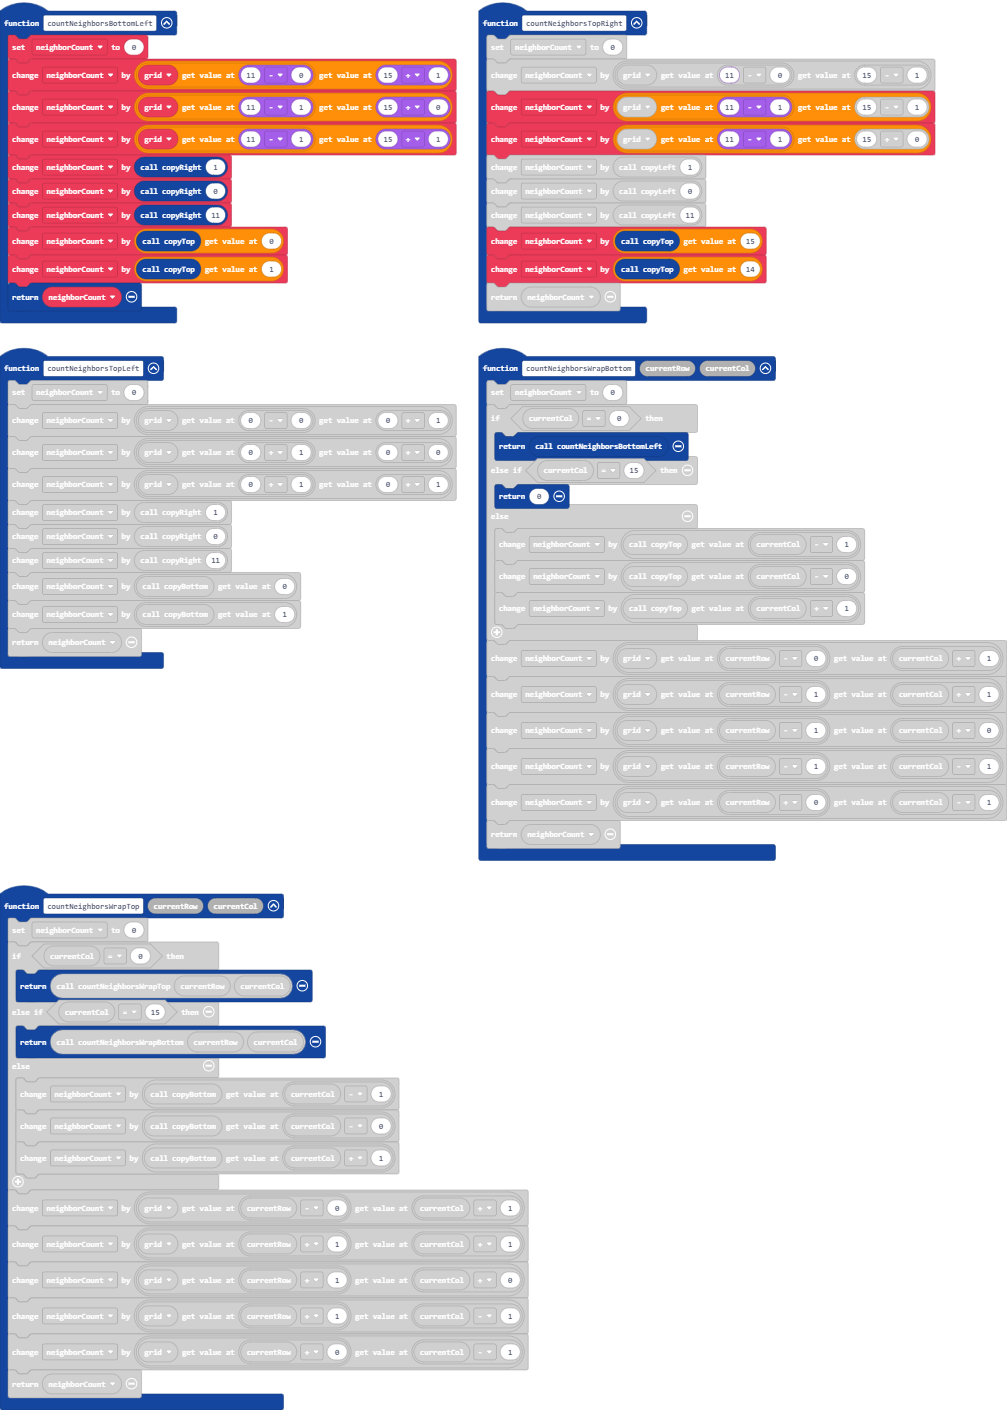 function countNeighborsBottomLeft
set neighborCount to 0
change neighborCount by grid get value at 11 - 0 get value at 15 + 1
change neighborCount by grid get value at 11 - 1 get value at 15 + 0
change neighborCount by grid get value at 11 - 1 get value at 15 + 1
change neighborCount by call copyRight 1
change neighborCount by call copyRight 0
change neighborCount by call copyRight 11
change neighborCount by call copyTop get value at 0
change neighborCount by call copyTop get value at 1
return neighborCount
function countNeighborsTopRight
set neighborCount to 0
change neighborCount by grid get value at 11 - 0 get value at 15 - 1
change neighborCount by grid get value at 11 - 1 get value at 15 - 1
change neighborCount by grid get value at 11 - 1 get value at 15 + 0
change neighborCount by call copyLeft 1
change neighborCount by call copyLeft 0
change neighborCount by call copyLeft 11
change neighborCount by call copyTop get value at 15
change neighborCount by call copyTop get value at 14
return neighborCount
function countNeighborsTopLeft
set neighborCount to 0
change neighborCount by grid get value at 0 - 0 get value at 0 + 1
change neighborCount by grid get value at 0 + 1 get value at 0 + 0
change neighborCount by grid get value at 0 + 1 get value at 0 + 1
change neighborCount by call copyRight 1
change neighborCount by call copyRight 0
change neighborCount by call copyRight 11
change neighborCount by call copyBottom get value at 0
change neighborCount by call copyBottom get value at 1
return neighborCount
function countNeighborsWrapBottom currentRow currentCol
set neighborCount to 0
if currentCol = 0 then
return call countNeighborsBottomLeft
else if currentCol = 15 then
return 0
else
change neighborCount by call copyTop get value at currentCol - 1
change neighborCount by call copyTop get value at currentCol - 0
change neighborCount by call copyTop get value at currentCol + 1
change neighborCount by grid get value at currentRow - 0 get value at currentCol + 1
change neighborCount by grid get value at currentRow - 1 get value at currentCol + 1
change neighborCount by grid get value at currentRow - 1 get value at currentCol + 0
change neighborCount by grid get value at currentRow - 1 get value at currentCol - 1
change neighborCount by grid get value at currentRow + 0 get value at currentCol - 1
return neighborCount
function countNeighborsWrapTop currentRow currentCol
set neighborCount to 0
if currentCol = 0 then
return call countNeighborsWrapTop currentRow currentCol
else if currentCol = 15 then
return call countNeighborsWrapBottom currentRow currentCol
else
change neighborCount by call copyBottom get value at currentCol - 1
change neighborCount by call copyBottom get value at currentCol - 0
change neighborCount by call copyBottom get value at currentCol + 1
change neighborCount by grid get value at currentRow - 0 get value at currentCol + 1
change neighborCount by grid get value at currentRow + 1 get value at currentCol + 1
change neighborCount by grid get value at currentRow + 1 get value at currentCol + 0
change neighborCount by grid get value at currentRow + 1 get value at currentCol - 1
change neighborCount by grid get value at currentRow + 0 get value at currentCol - 1
return neighborCount